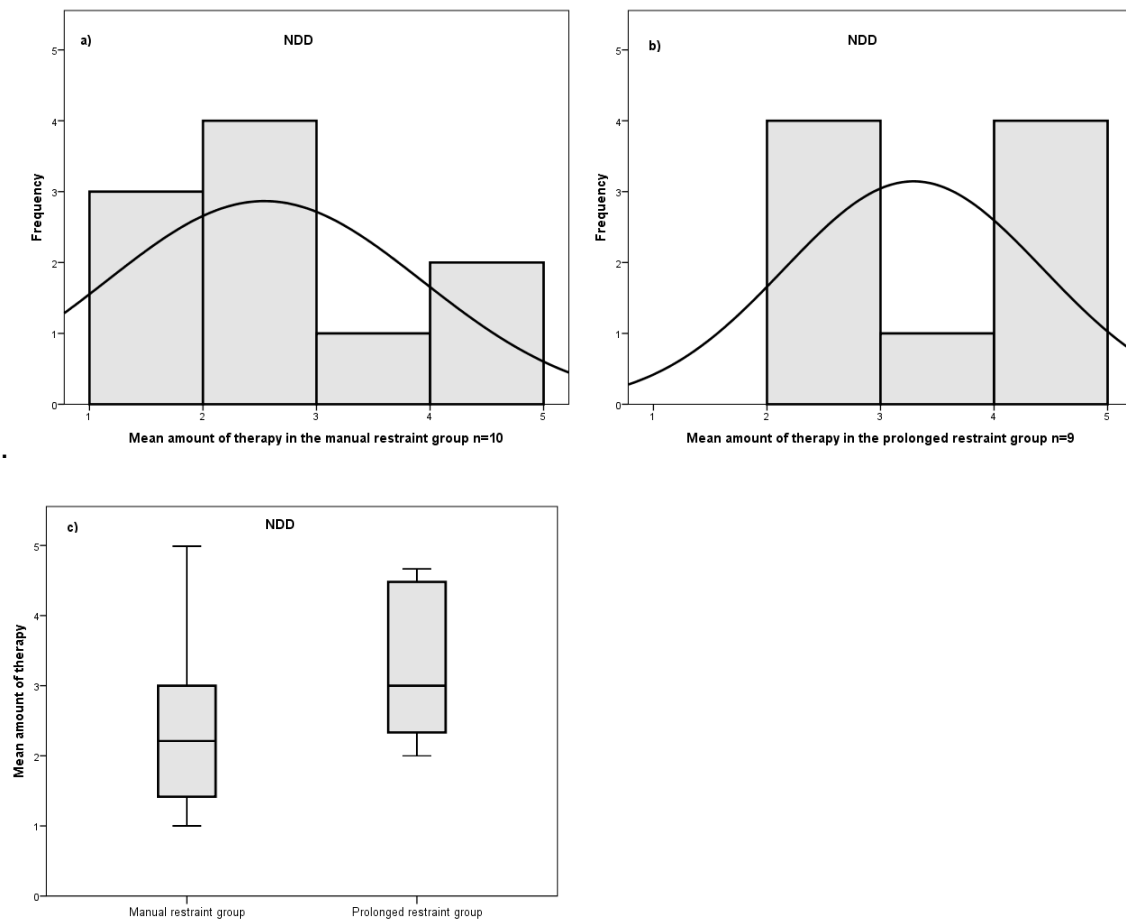 a)
NDD
5
4
3
2
1
0
Frequency
1 2 3 4 5
Mean amount of therapy in the manual restraint group n=10
b)
NDD
5
4
3
2
1
0
Frequency
1 2 3 4 5
Mean amount of therapy in the prolonged restraint group n=9
.
c)
NDD
5
4
3
2
1
0
Mean amount of therapy
Manual restraint group
Prolonged restraint group